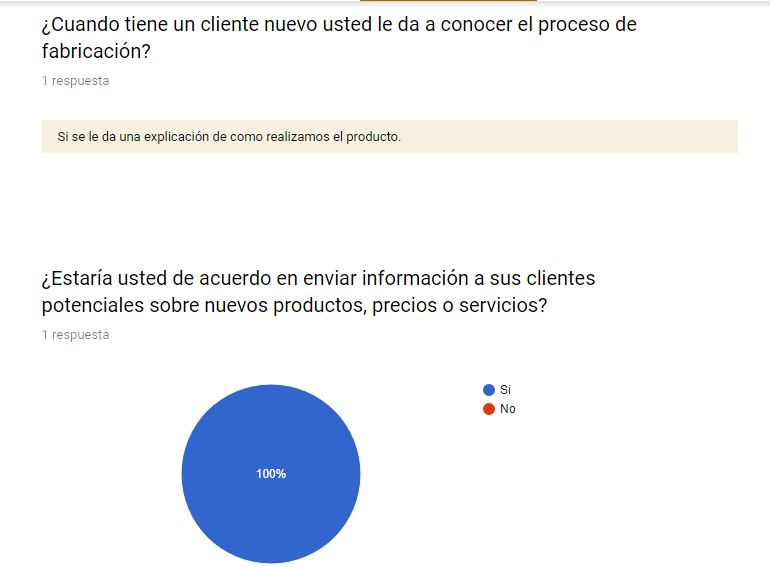 ¿Cuando tiene un cliente nuevo usted le da a conocer el proceso de
fabricación?
1 respuesta
Si se le da una explicación de como realizamos el producto.
¿Estaría usted de acuerdo en enviar información a sus clientes
potenciales sobre nuevos productos, precios o servicios?
1 respuesta
Si
No
100%